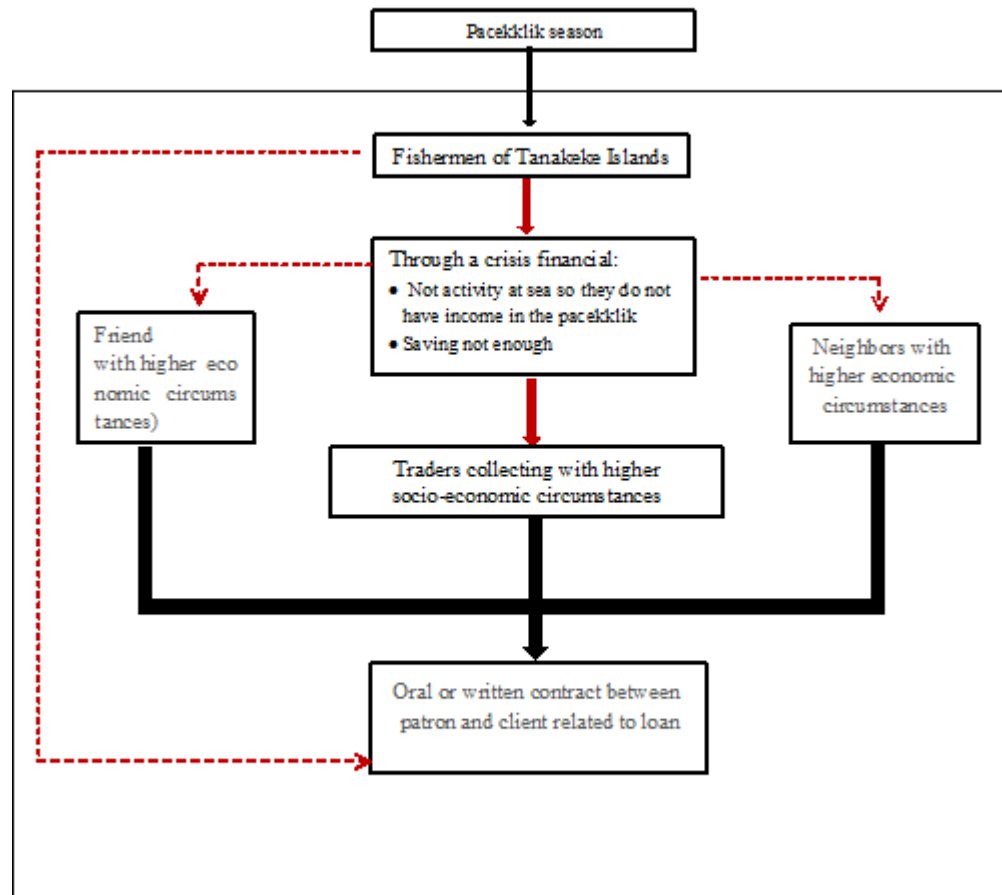 Pacekklik season
Fishermen of Tanakeke Islands
Through a crisis financial:
• Not activity at sea so they do not
have income in the pacekklik
• Saving not enough
Friend
with higher eco
nomic circums
tances)
Neighbors with
higher economic
circumstances
Traders collecting with higher
socio-economic circumstances
Oral or written contract between
patron and client related to loan